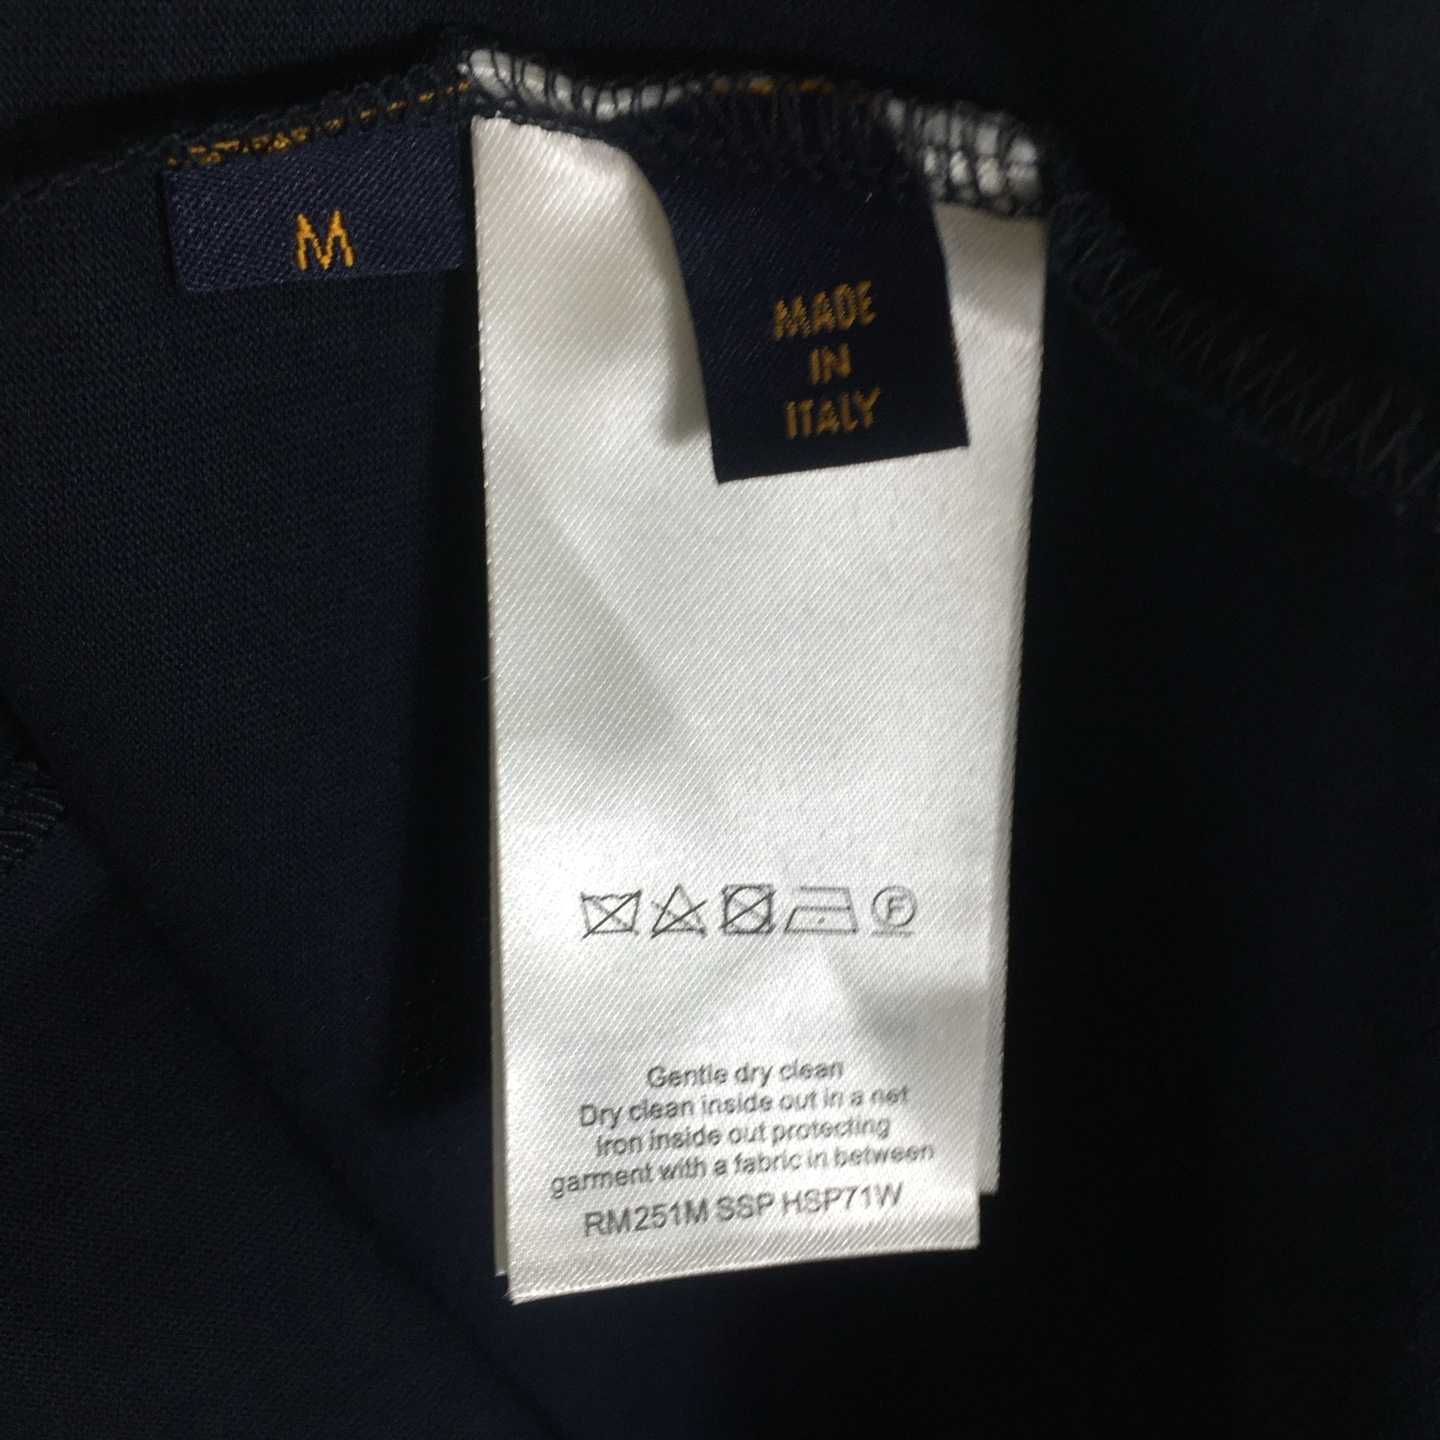 M
MADE
IN
ITALY
F
Gentle dry clean
Dry clean inside out in a net
Iron inside out protecting
garment with a fabric in between
RM251M SSP HSP71W